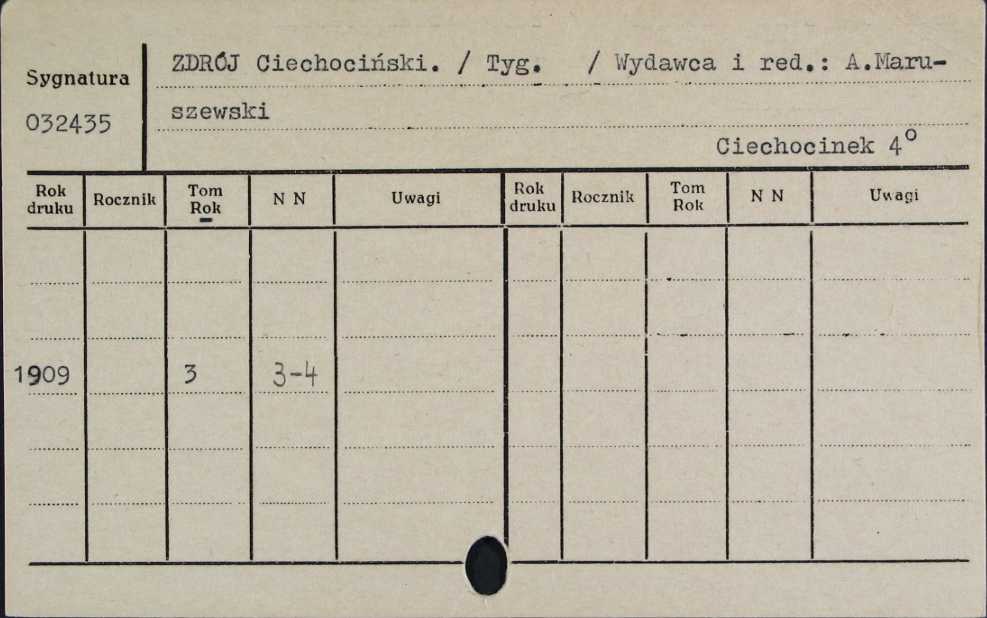 Sygnatura
032435
ZDRÓJ Ciechociński. / Tyg. / Wydawca i red.: A.Maru-
szewski
Ciechocinek 4°
Rok druku Rocznik Tom Rok N N Uwagi Rok druku Rocznik Tom Rok N N Uwagi
1909 3 3-4